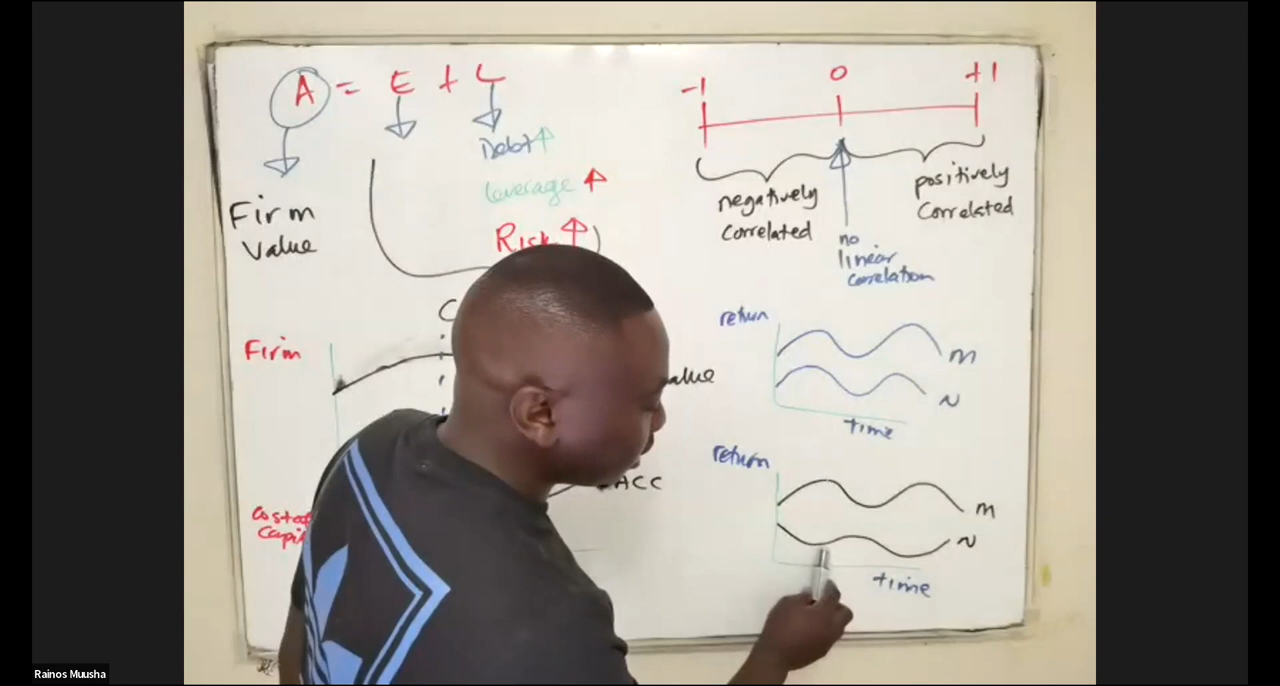 A = E + L
Debt
leverage
Risk
Firm
Value
Firm
C
value
ACC
Cost of
Capi
-1 0 +1
negatively
Correlated
positively
Correlated
no
linear
correlation
return
M
N
time
return
M
N
time
Rainos Muusha